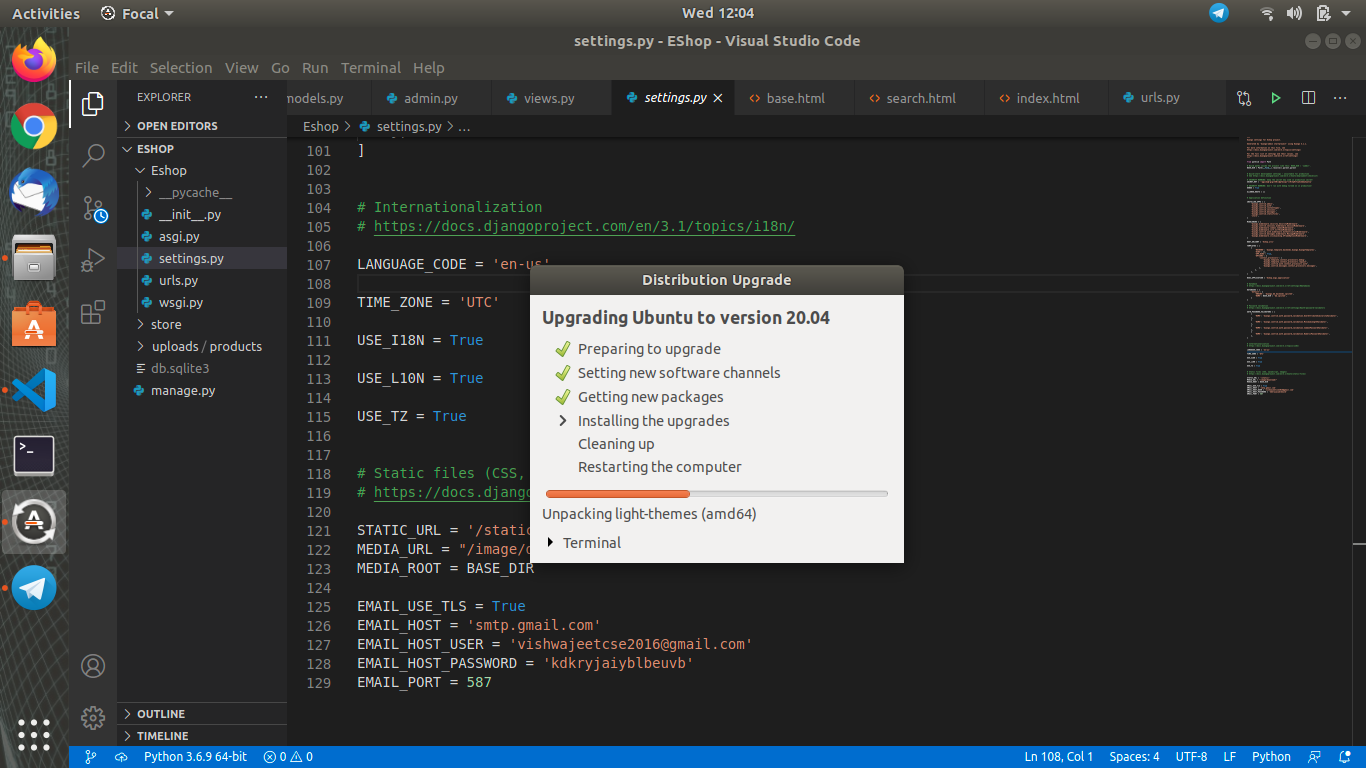 Activities
Focal
Wed 12:04
settings.py - EShop - Visual Studio Code
File Edit Selection View Go Run Terminal Help
EXPLORER
OPEN EDITORS
ESHOP
Eshop
__pycache__
__init__.py
asgi.py
settings.py
urls.py
wsgi.py
store
uploads / products
db.sqlite3
manage.py
OUTLINE
TIMELINE
models.py admin.py views.py settings.py base.html search.html index.html urls.py
Eshop > settings.py > ...
101 ]
102
103
104 # Internationalization
105 # https://docs.djangoproject.com/en/3.1/topics/i18n/
106
107 LANGUAGE_CODE = 'en-us'
108
109 TIME_ZONE = 'UTC'
110
111 USE_I18N = True
112
113 USE_L10N = True
114
115 USE_TZ = True
116
117
118 # Static files (CSS,
119 # https://docs.djang
120
121 STATIC_URL = '/static
122 MEDIA_URL = "/image/
123 MEDIA_ROOT = BASE_DIR
124
125 EMAIL_USE_TLS = True
126 EMAIL_HOST = 'smtp.gmail.com'
127 EMAIL_HOST_USER = 'vishwajeetcse2016@gmail.com'
128 EMAIL_HOST_PASSWORD = 'kdkryjaiyblbeuvb'
129 EMAIL_PORT = 587
Distribution Upgrade
Upgrading Ubuntu to version 20.04
Preparing to upgrade
Setting new software channels
Getting new packages
Installing the upgrades
Cleaning up
Restarting the computer
Unpacking light-themes (amd64)
Terminal
Python 3.6.9 64-bit 0 0 Ln 108, Col 1 Spaces: 4 UTF-8 LF Python